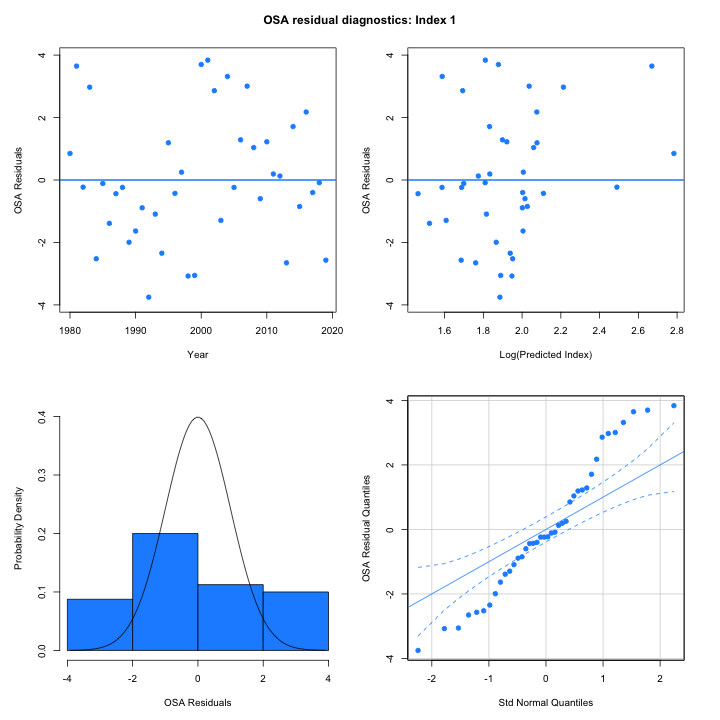 OSA residual diagnostics: Index 1
OSA Residuals
4
2
0
-2
-4
1980 1990 2000 2010 2020
Year
OSA Residuals
4
2
0
-2
-4
1.6 1.8 2.0 2.2 2.4 2.6 2.8
Log(Predicted Index)
Probability Density
0.4
0.3
0.2
0.1
0.0
-4 -2 0 2 4
OSA Residuals
OSA Residual Quantiles
4
2
0
-2
-4
-2 -1 0 1 2
Std Normal Quantiles